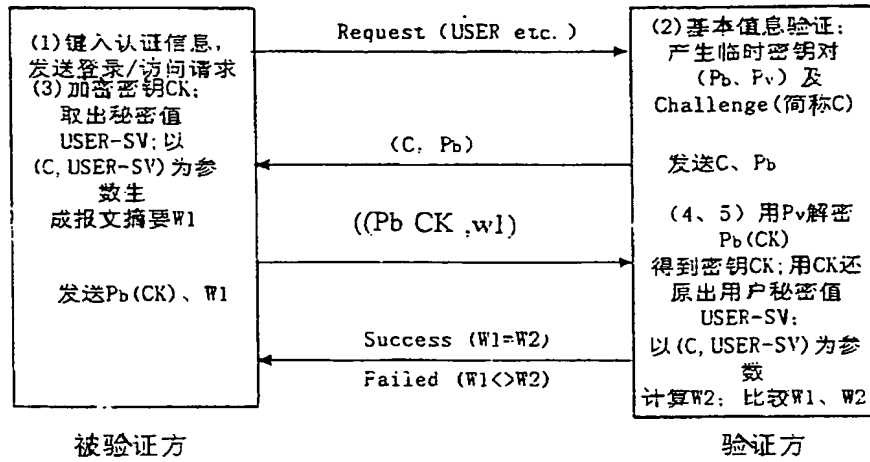 (1)键入认证信息,
发送登录/访问请求
(3)加密密钥CK;
取出秘密值
USER-SV;以
(C,USER-SV)为参
数生
成报文摘要W1
发送Pb(CK)、W1
被验证方
Request (USER etc.)
(C, Pb)
((Pb CK ,w1)
Success (W1=W2)
Failed (W1<>W2)
(2)基本值息验证;
产生临时密钥对
(Pb、Pv) 及
Challenge(简称C)
发送C、Pb
(4、5) 用Pv解密
Pb(CK)
得到密钥CK;用CK还
原出用户秘密值
USER-SV;
以(C,USER-SV)为参
数
计算W2; 比较W1、W2
验证方